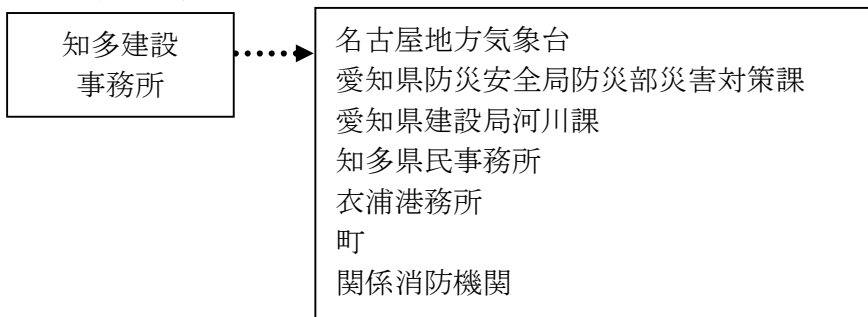 知多建設
事務所
名古屋地方気象台
愛知県防災安全局防災部災害対策課
愛知県建設局河川課
知多県民事務所
衣浦港務所
町
関係消防機関